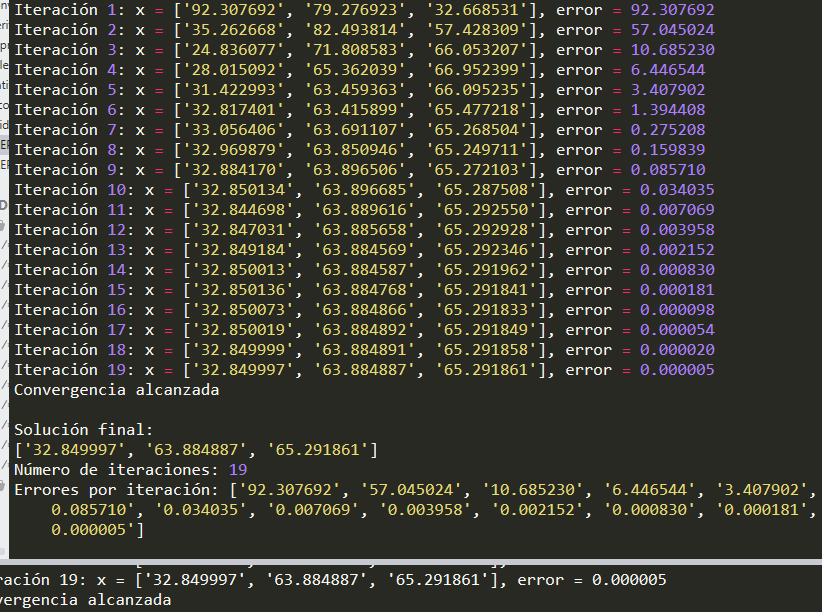 Iteración 1: x = ['92.307692', '79.276923', '32.668531'], error = 92.307692
Iteración 2: x = ['35.262668', '82.493814', '57.428309'], error = 57.045024
Iteración 3: x = ['24.836077', '71.808583', '66.053207'], error = 10.685230
Iteración 4: x = ['28.015092', '65.362039', '66.952399'], error = 6.446544
Iteración 5: x = ['31.422993', '63.459363', '66.095235'], error = 3.407902
Iteración 6: x = ['32.817401', '63.415899', '65.477218'], error = 1.394408
Iteración 7: x = ['33.056406', '63.691107', '65.268504'], error = 0.275208
Iteración 8: x = ['32.969879', '63.850946', '65.249711'], error = 0.159839
Iteración 9: x = ['32.884170', '63.896506', '65.272103'], error = 0.085710
Iteración 10: x = ['32.850134', '63.896685', '65.287508'], error = 0.034035
Iteración 11: x = ['32.844698', '63.889616', '65.292550'], error = 0.007069
Iteración 12: x = ['32.847031', '63.885658', '65.292928'], error = 0.003958
Iteración 13: x = ['32.849184', '63.884569', '65.292346'], error = 0.002152
Iteración 14: x = ['32.850013', '63.884587', '65.291962'], error = 0.000830
Iteración 15: x = ['32.850136', '63.884768', '65.291841'], error = 0.000181
Iteración 16: x = ['32.850073', '63.884866', '65.291833'], error = 0.000098
Iteración 17: x = ['32.850019', '63.884892', '65.291849'], error = 0.000054
Iteración 18: x = ['32.849999', '63.884891', '65.291858'], error = 0.000020
Iteración 19: x = ['32.849997', '63.884887', '65.291861'], error = 0.000005
Convergencia alcanzada
Solución final:
['32.849997', '63.884887', '65.291861']
Número de iteraciones: 19
Errores por iteración: ['92.307692', '57.045024', '10.685230', '6.446544', '3.407902',
0.085710', '0.034035', '0.007069', '0.003958', '0.002152', '0.000830', '0.000181',
0.000005']
ración 19: x = ['32.849997', '63.884887', '65.291861'], error = 0.000005
vergencia alcanzada